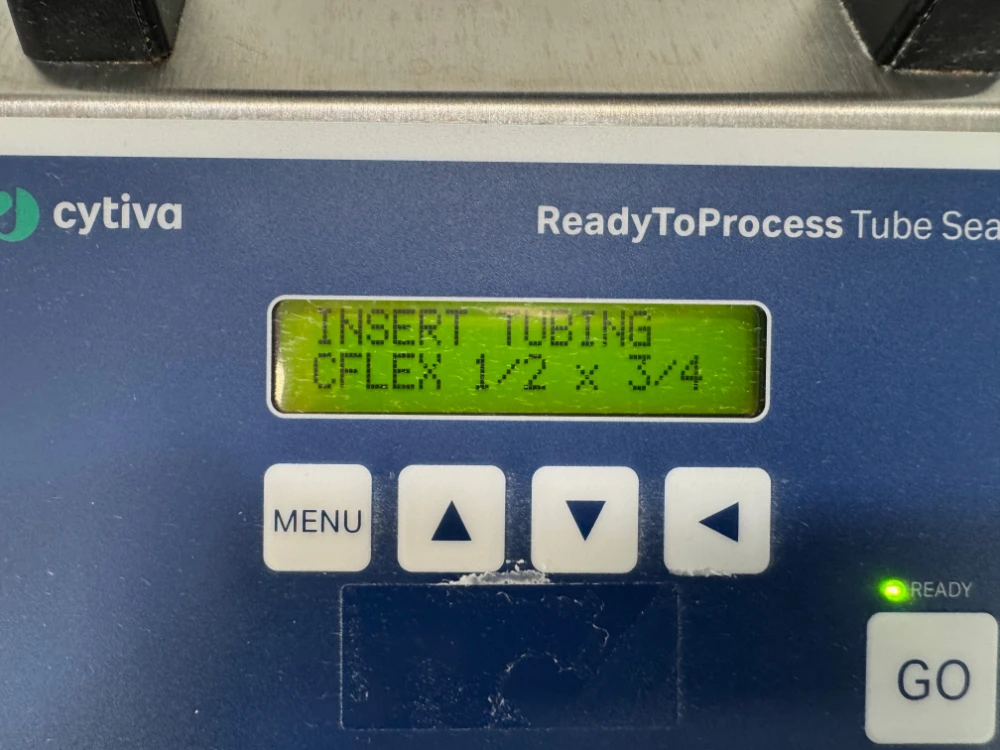 cytiva
ReadyToProcess Tube Sea
INSERT TUBING
CFLEX 1/2 x 3/4
MENU
READY
GO